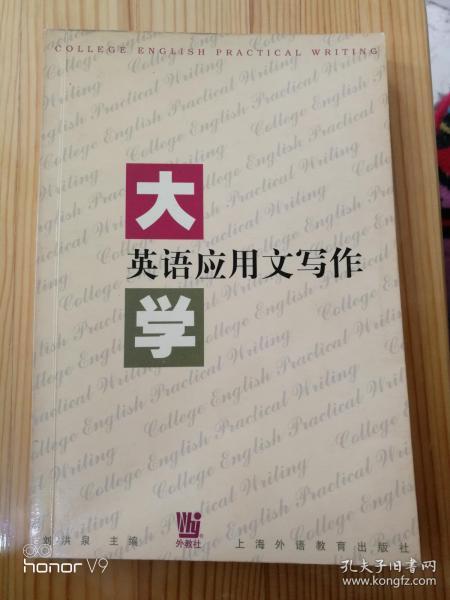 COLLEGE ENGLISH PRACTICAL WRITING
大
英语应用文写作
学
刘洪泉 主编
外教社
上海外语教育出版社
honor V9
孔夫子旧书网
www.kongfz.com